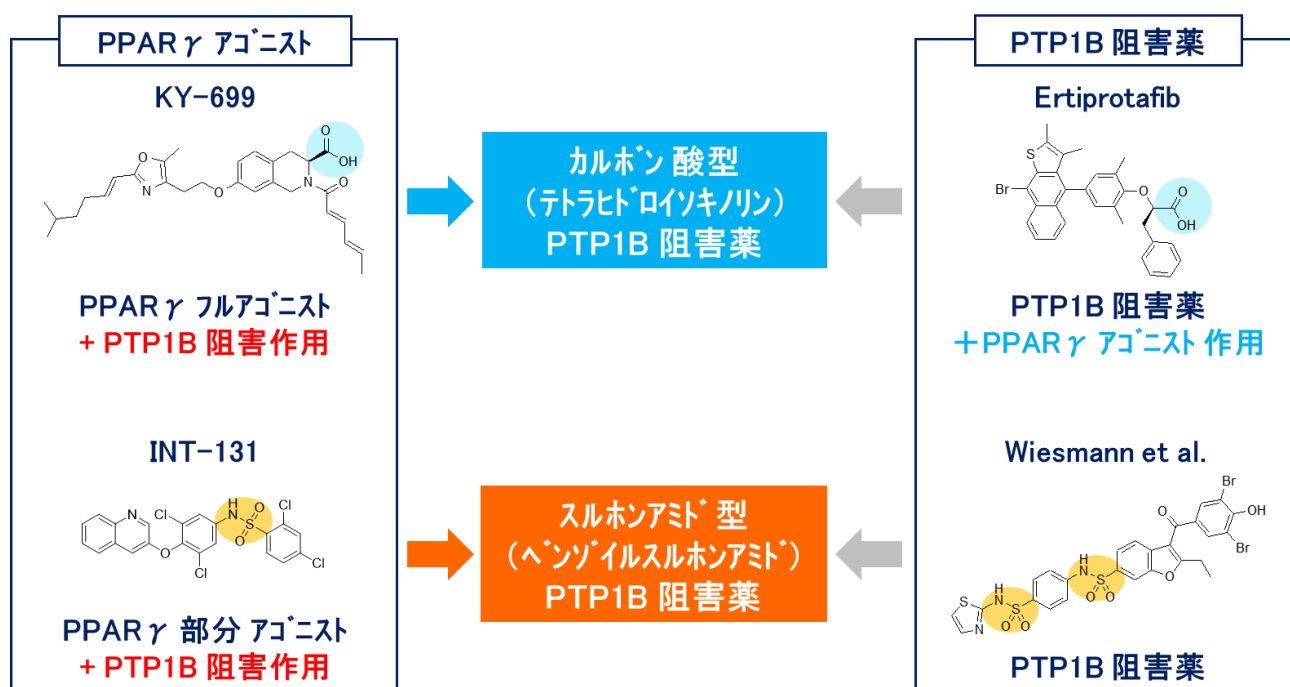 PPARγ アゴニスト
KY-699
O
OH
O
N
O
N
O
PPARγ フルアゴニスト
+ PTP1B 阻害作用
INT-131
N
O
Cl
Cl
H
N
O
S
O
Cl
Cl
PPARγ 部分 アゴニスト
+ PTP1B 阻害作用
カルボン 酸型
(テトラヒドロイソキノリン)
PTP1B 阻害薬
スルホンアミド 型
(ベンゾイルスルホンアミド)
PTP1B 阻害薬
PTP1B 阻害薬
Ertiprotafib
S
Br
O
O
OH
PTP1B 阻害薬
+PPARγ アゴニスト 作用
Wiesmann et al.
Br
OH
O
Br
O
H
N
S
O
O
H
N
S
O
O
S
N
PTP1B 阻害薬